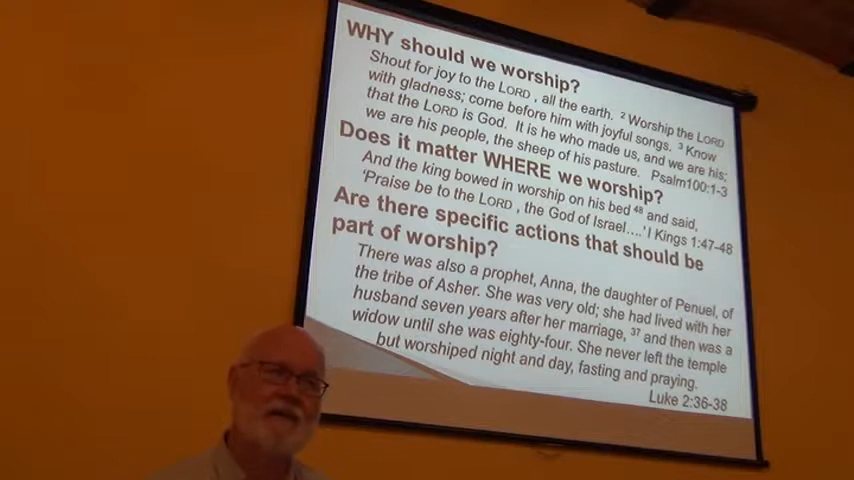 WHY should we worship?
Shout for joy to the LORD , all the earth. 2 Worship the LORD
with gladness; come before him with joyful songs. 3 Know
that the LORD is God. It is he who made us, and we are his;
we are his people, the sheep of his pasture. Psalm100:1-3
Does it matter WHERE we worship?
And the king bowed in worship on his bed 48 and said,
'Praise be to the LORD , the God of Israel....' I Kings 1:47-48
Are there specific actions that should be
part of worship?
There was also a prophet, Anna, the daughter of Penuel, of
the tribe of Asher. She was very old; she had lived with her
husband seven years after her marriage, 37 and then was a
widow until she was eighty-four. She never left the temple
but worshiped night and day, fasting and praying.
Luke 2:36-38